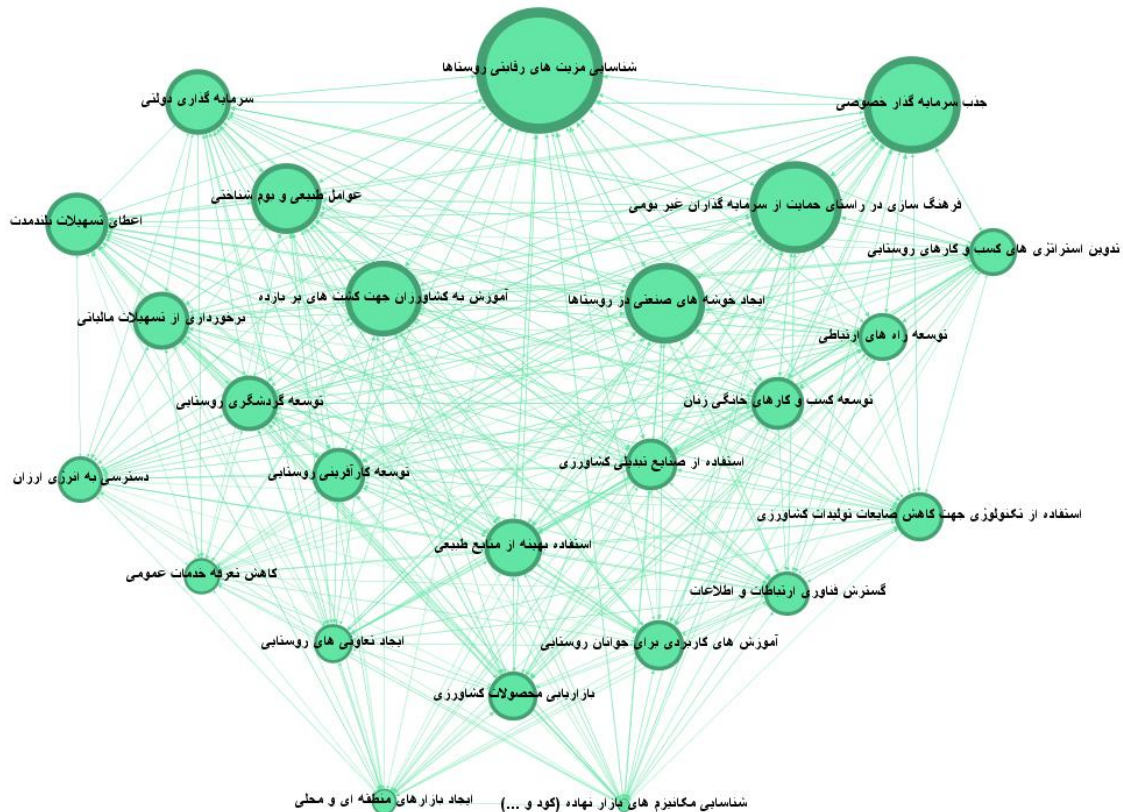 شناسایی مزیت های رقابتی روستاها
سرمایه گذاری دولتی
جذب سرمایه گذار خصوصی
عوامل طبیعی و بوم شناختی
فرهنگ سازی در راستای حمایت از سرمایه گذاران غیر بومی
اعطای تسهیلات بلندمدت
تدوین استراتژی های کسب و کارهای روستایی
آموزش به کشاورزان جهت کشت های پر بازده
ایجاد خوشه های صنعتی در روستاها
برخورداری از تسهیلات مالیاتی
توسعه راه های ارتباطی
توسعه گردشگری روستایی
توسعه کسب و کارهای خانگی زنان
استفاده از صنایع تبدیلی کشاورزی
توسعه کارآفرینی روستایی
دسترسی به انرژی ارزان
استفاده از تکنولوژی جهت کاهش ضایعات تولیدات کشاورزی
استفاده بهینه از منابع طبیعی
کاهش تعرفه خدمات عمومی
گسترش فناوری ارتباطات و اطلاعات
ایجاد تعاونی های روستایی
آموزش های کاربردی برای جوانان روستایی
بازاریابی محصولات کشاورزی
ایجاد بازارهای منطقه ای و محلی
شناسایی مکانیزم های بازار نهاده (کود و ...)